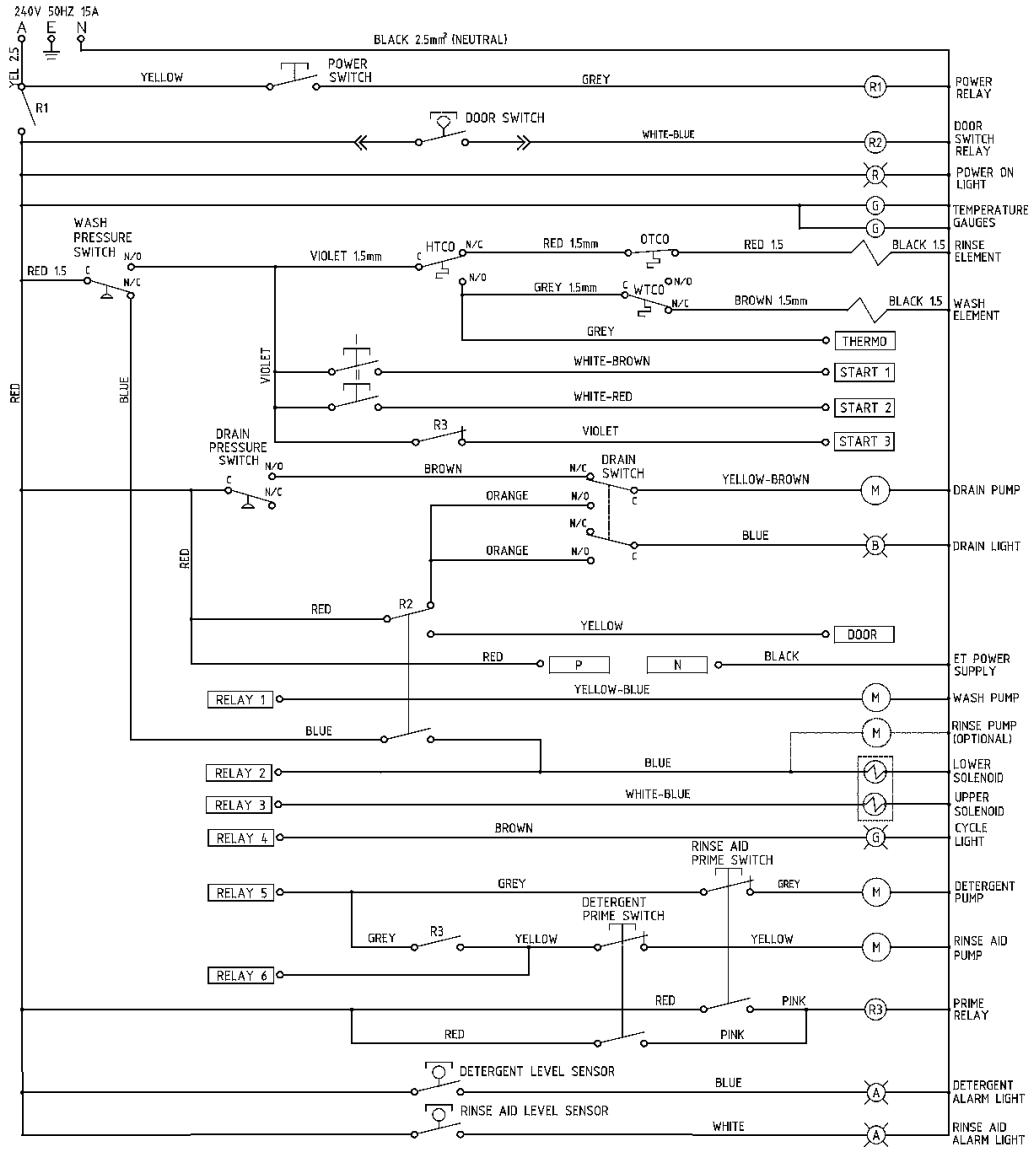 240V 50HZ 15A
A E N
BLACK 2.5mm² (NEUTRAL)
YEL 2.5
YELLOW
POWER
SWITCH
GREY
R1
POWER
RELAY
R1
DOOR SWITCH
WHITE-BLUE
R2
DOOR
SWITCH
RELAY
R
POWER ON
LIGHT
G
G
TEMPERATURE
GAUGES
WASH
PRESSURE
SWITCH
N/O
RED 1.5
C
N/C
VIOLET 1.5mm
C
HTCO
N/C
N/O
RED 1.5mm
OTCO
RED 1.5
BLACK 1.5
RINSE
ELEMENT
GREY 1.5mm
C
WTCO
N/O
N/C
BROWN 1.5mm
BLACK 1.5
WASH
ELEMENT
GREY
THERMO
RED
BLUE
VIOLET
I
WHITE-BROWN
START 1
II
WHITE-RED
START 2
R3
VIOLET
START 3
DRAIN
PRESSURE
SWITCH
N/O
C
N/C
BROWN
N/C
DRAIN
SWITCH
C
YELLOW-BROWN
M
DRAIN PUMP
ORANGE
N/O
N/C
BLUE
B
DRAIN LIGHT
ORANGE
N/O
C
RED
RED
R2
YELLOW
DOOR
RED
P
N
BLACK
ET POWER
SUPPLY
RELAY 1
YELLOW-BLUE
M
WASH PUMP
BLUE
M
RINSE PUMP
(OPTIONAL)
RELAY 2
BLUE
LOWER
SOLENOID
RELAY 3
WHITE-BLUE
UPPER
SOLENOID
RELAY 4
BROWN
G
CYCLE
LIGHT
RINSE AID
PRIME SWITCH
RELAY 5
GREY
GREY
M
DETERGENT
PUMP
DETERGENT
PRIME SWITCH
GREY
R3
YELLOW
YELLOW
M
RINSE AID
PUMP
RELAY 6
RED
PINK
R3
PRIME
RELAY
RED
PINK
DETERGENT LEVEL SENSOR
BLUE
A
DETERGENT
ALARM LIGHT
RINSE AID LEVEL SENSOR
WHITE
A
RINSE AID
ALARM LIGHT